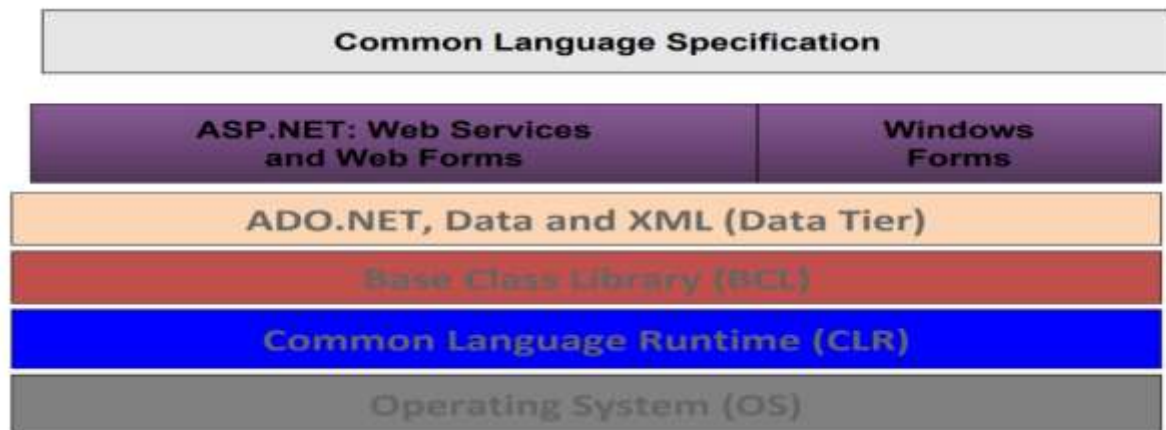 Common Language Specification
ASP.NET: Web Services
and Web Forms
Windows
Forms
ADO.NET, Data and XML (Data Tier)
Base Class Library (BCL)
Common Language Runtime (CLR)
Operating System (OS)